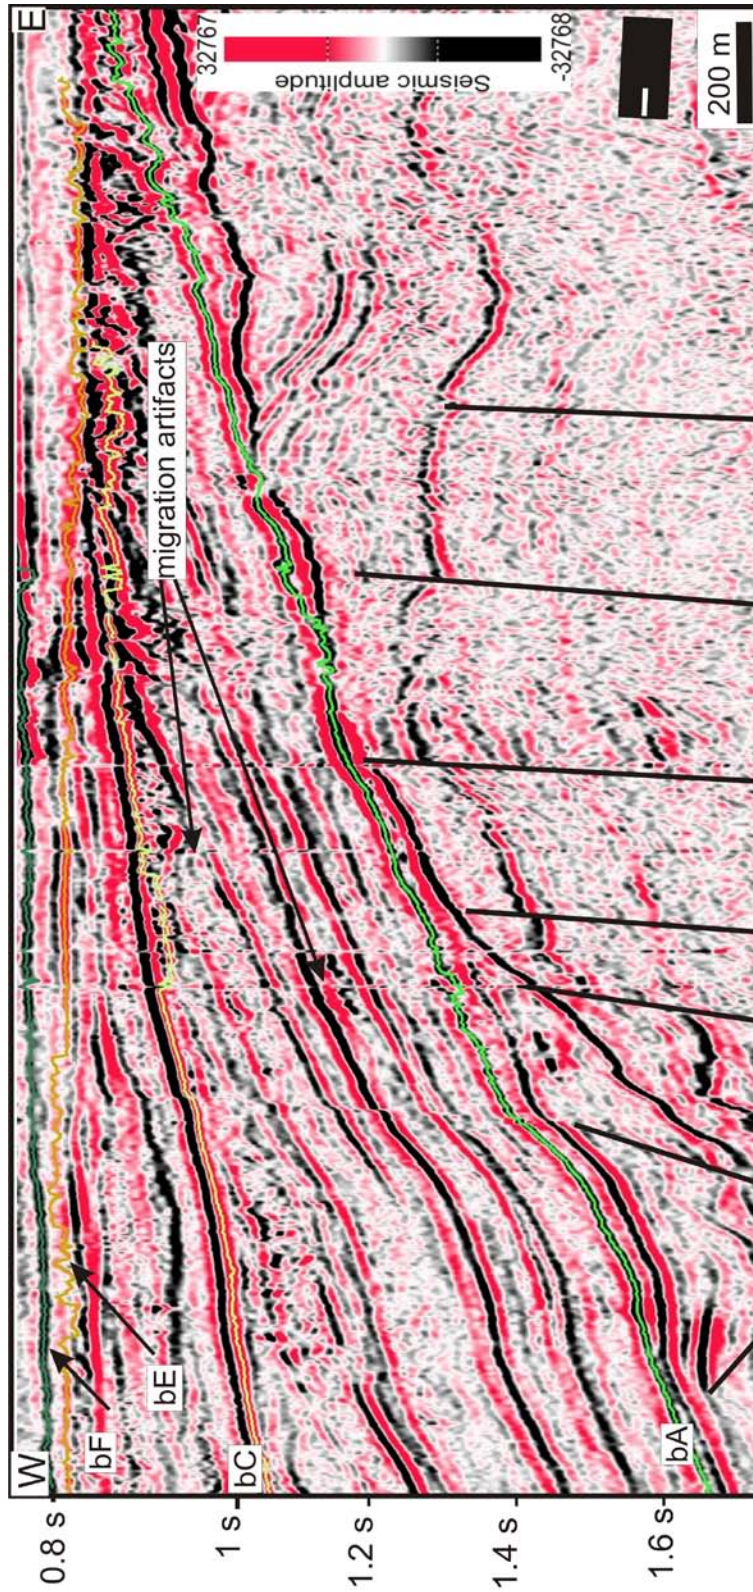 W
E
32767
Seismic amplitude
-32768
200 m
migration artifacts
bF
bE
bC
bA
0.8 s
1 s
1.2 s
1.4 s
1.6 s